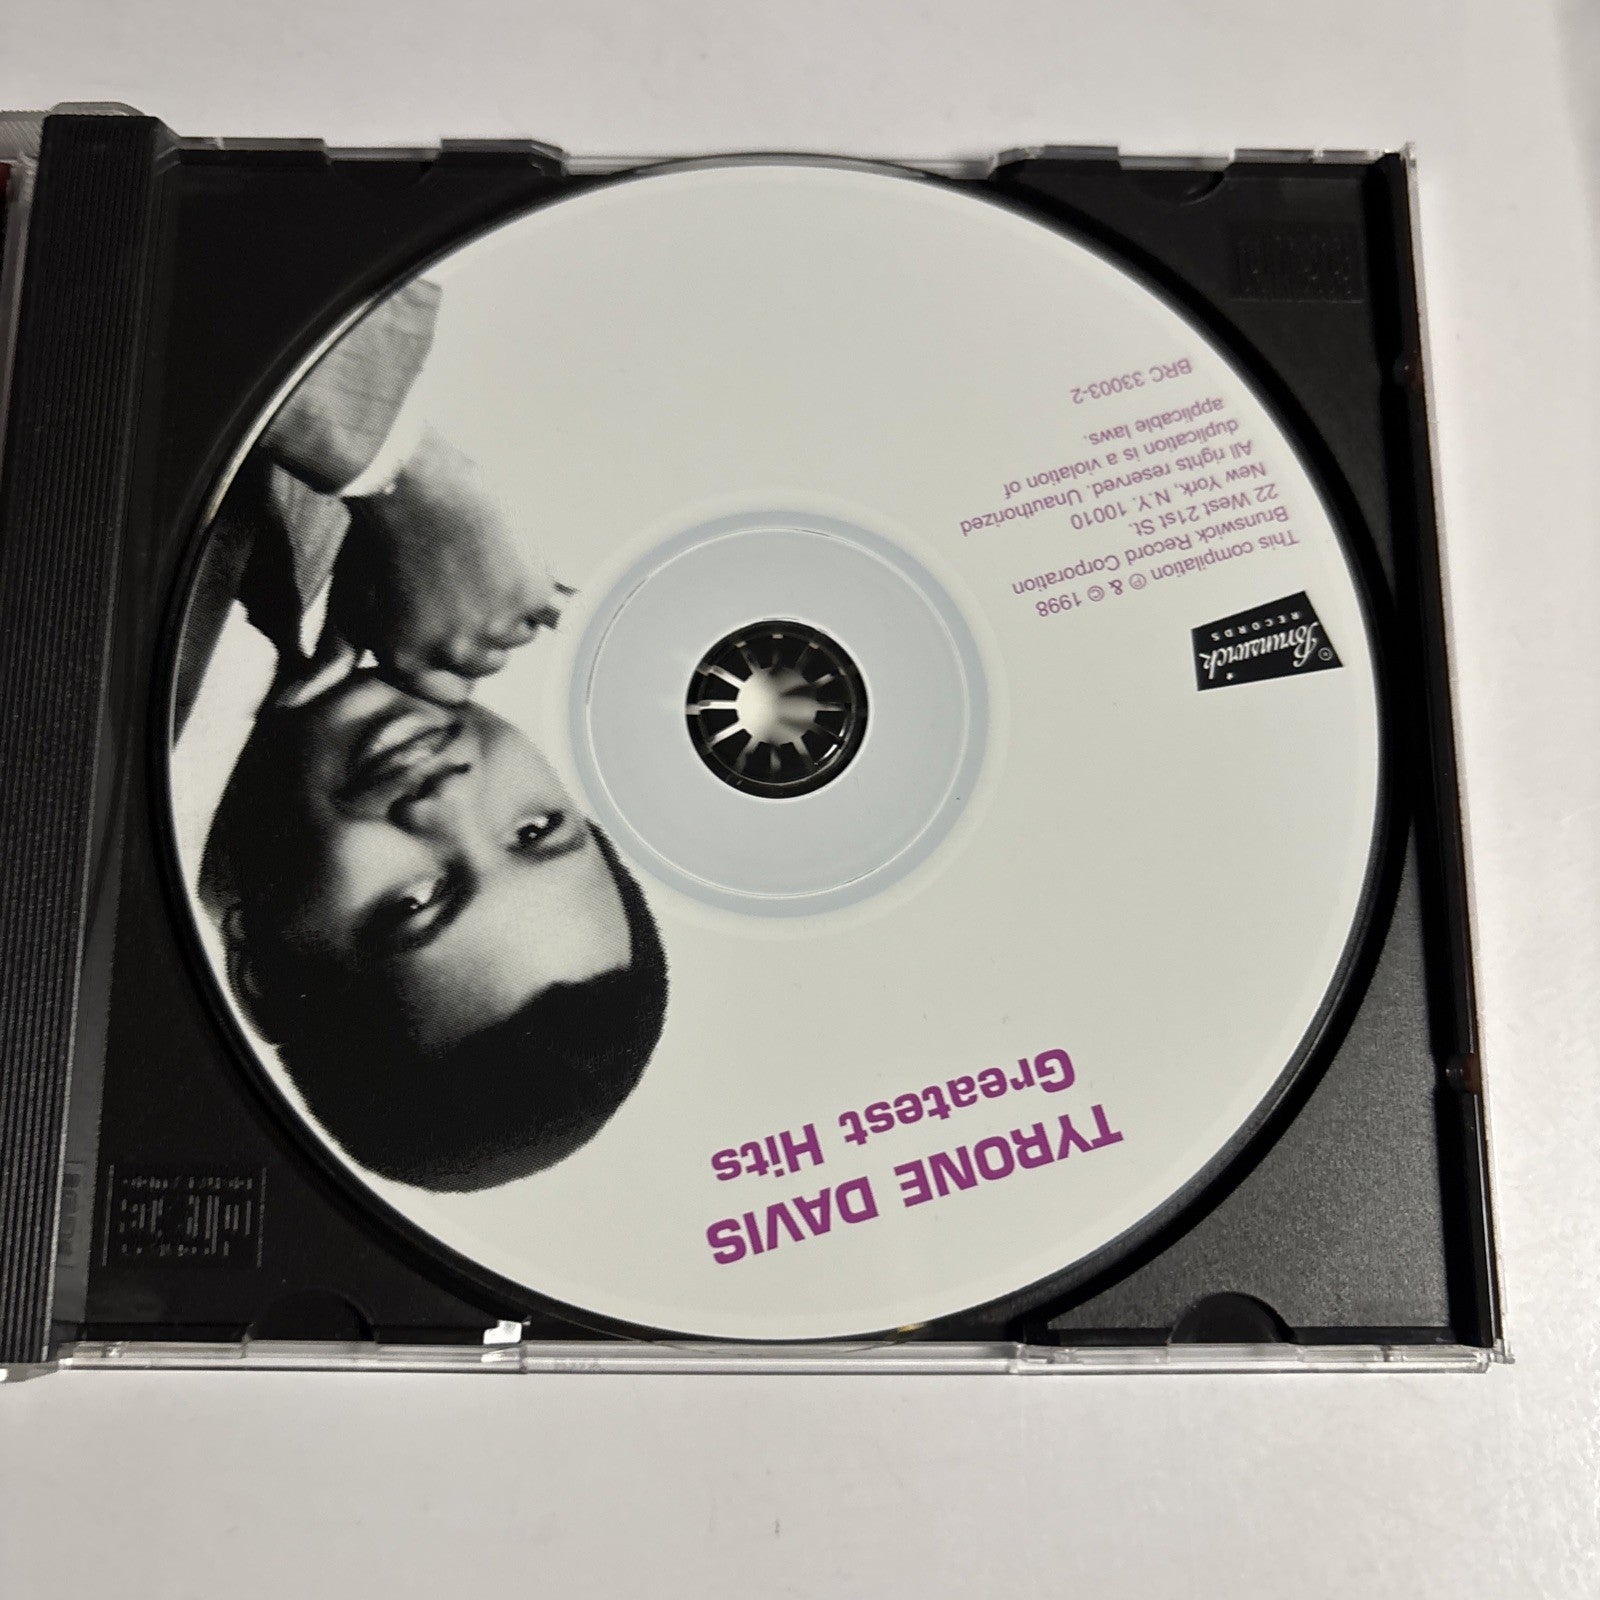 TYRONE DAVIS
Greatest Hits
Brunswick
RECORDS
This compilation ℗ & © 1998
Brunswick Record Corporation
22 West 21st St.
New York, N.Y. 10010
All rights reserved. Unauthorized
duplication is a violation of
applicable laws.
BRC 33003-2